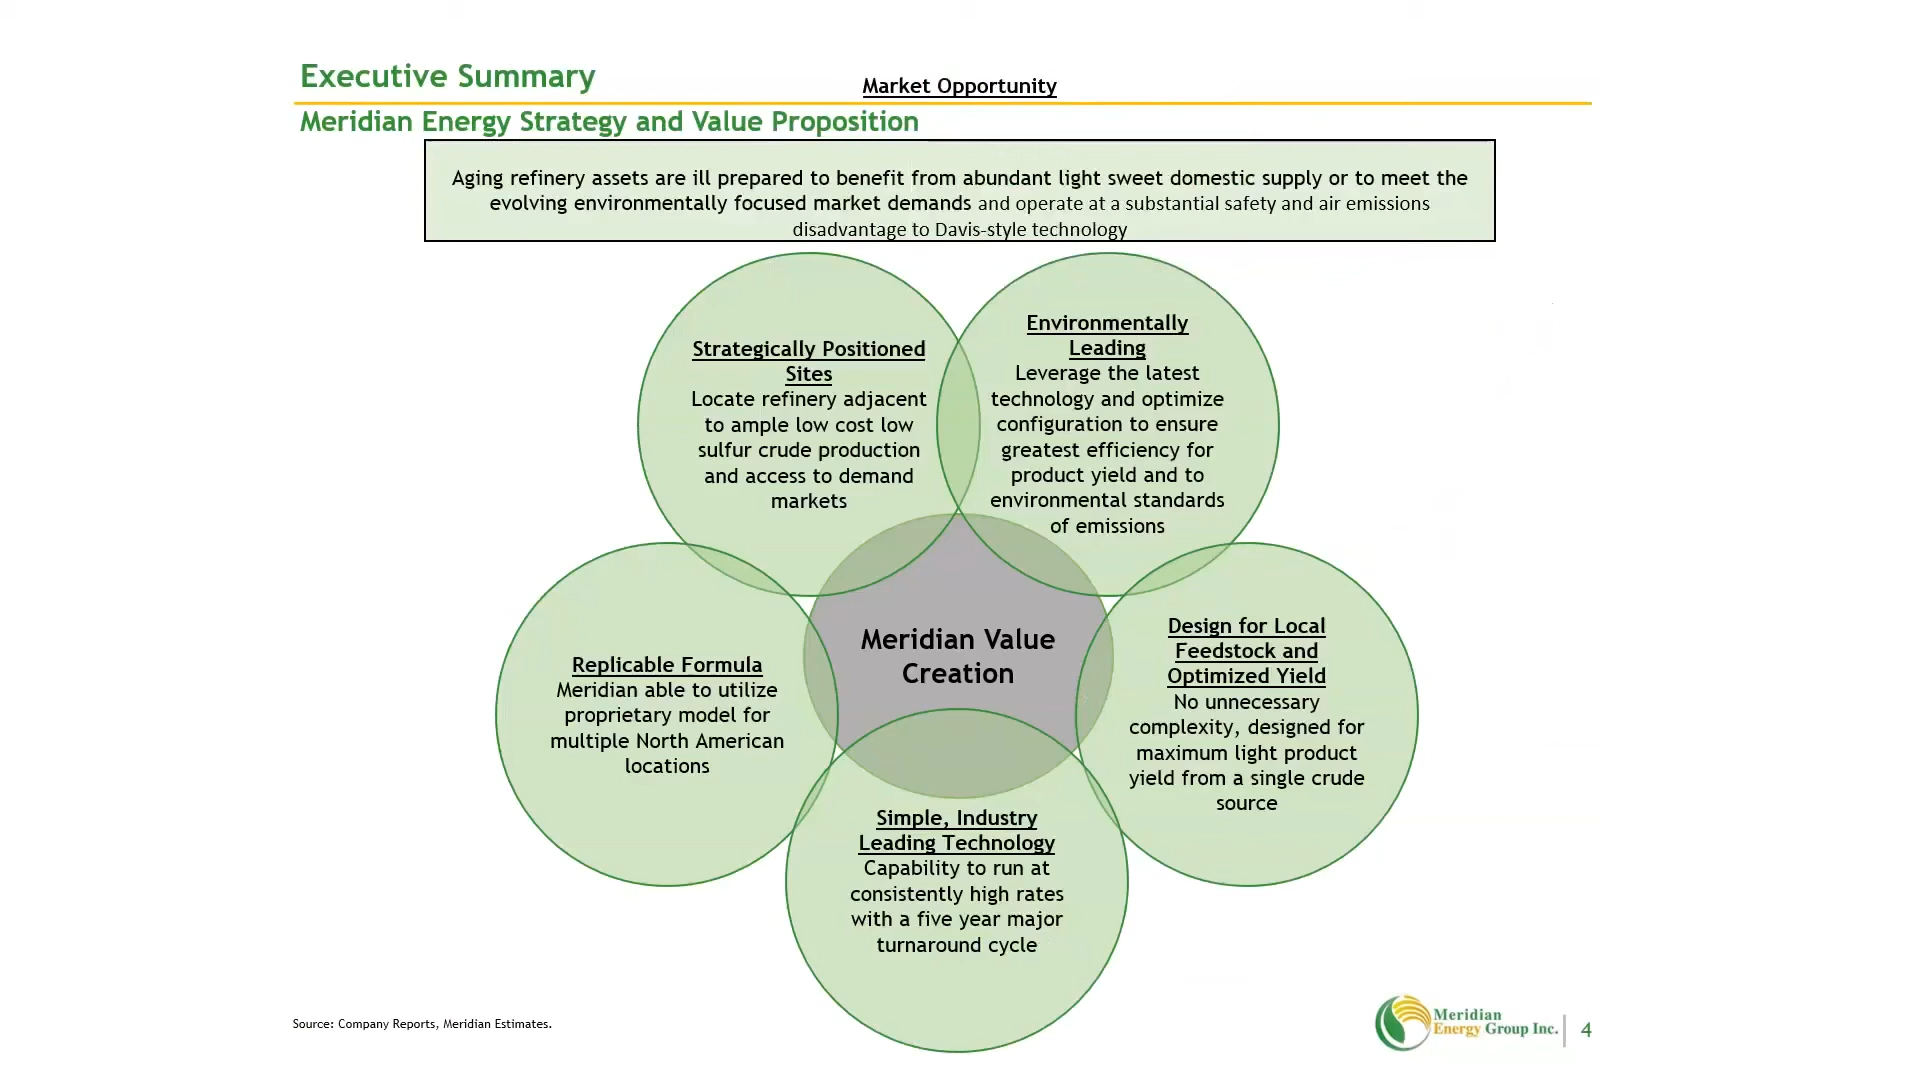 Executive Summary
Market Opportunity
Meridian Energy Strategy and Value Proposition
Aging refinery assets are ill prepared to benefit from abundant light sweet domestic supply or to meet the
evolving environmentally focused market demands and operate at a substantial safety and air emissions
disadvantage to Davis-style technology
Strategically Positioned
Sites
Locate refinery adjacent
to ample low cost low
sulfur crude production
and access to demand
markets
Environmentally
Leading
Leverage the latest
technology and optimize
configuration to ensure
greatest efficiency for
product yield and to
environmental standards
of emissions
Replicable Formula
Meridian able to utilize
proprietary model for
multiple North American
locations
Meridian Value
Creation
Design for Local
Feedstock and
Optimized Yield
No unnecessary
complexity, designed for
maximum light product
yield from a single crude
source
Simple, Industry
Leading Technology
Capability to run at
consistently high rates
with a five year major
turnaround cycle
Source: Company Reports, Meridian Estimates.
Meridian
Energy Group Inc.
4